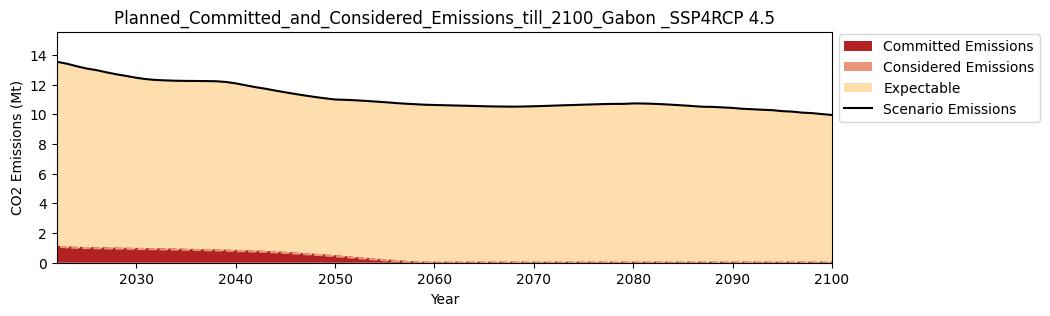 Planned_Committed_and_Considered_Emissions_till_2100_Gabon _SSP4RCP 4.5
Committed Emissions
Considered Emissions
Expectable
Scenario Emissions
CO2 Emissions (Mt)
14
12
10
8
6
4
2
0
2030 2040 2050 2060 2070 2080 2090 2100
Year